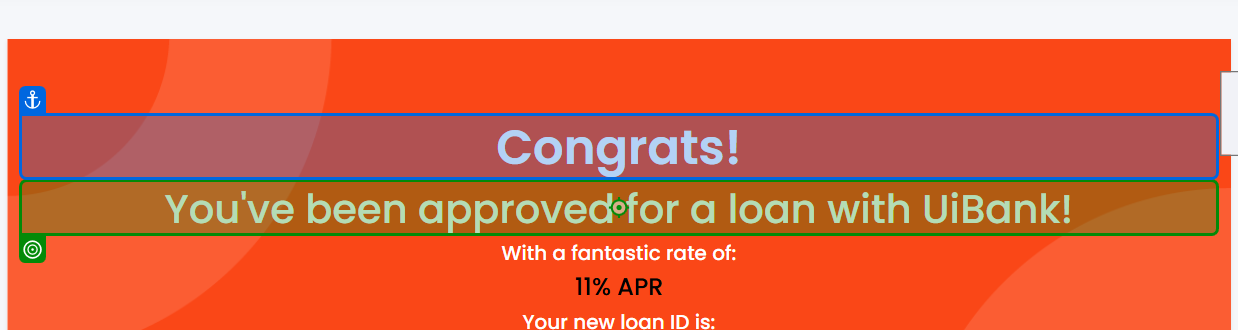 Congrats!
You've been approved for a loan with UiBank!
With a fantastic rate of:
11% APR
Your new loan ID is: